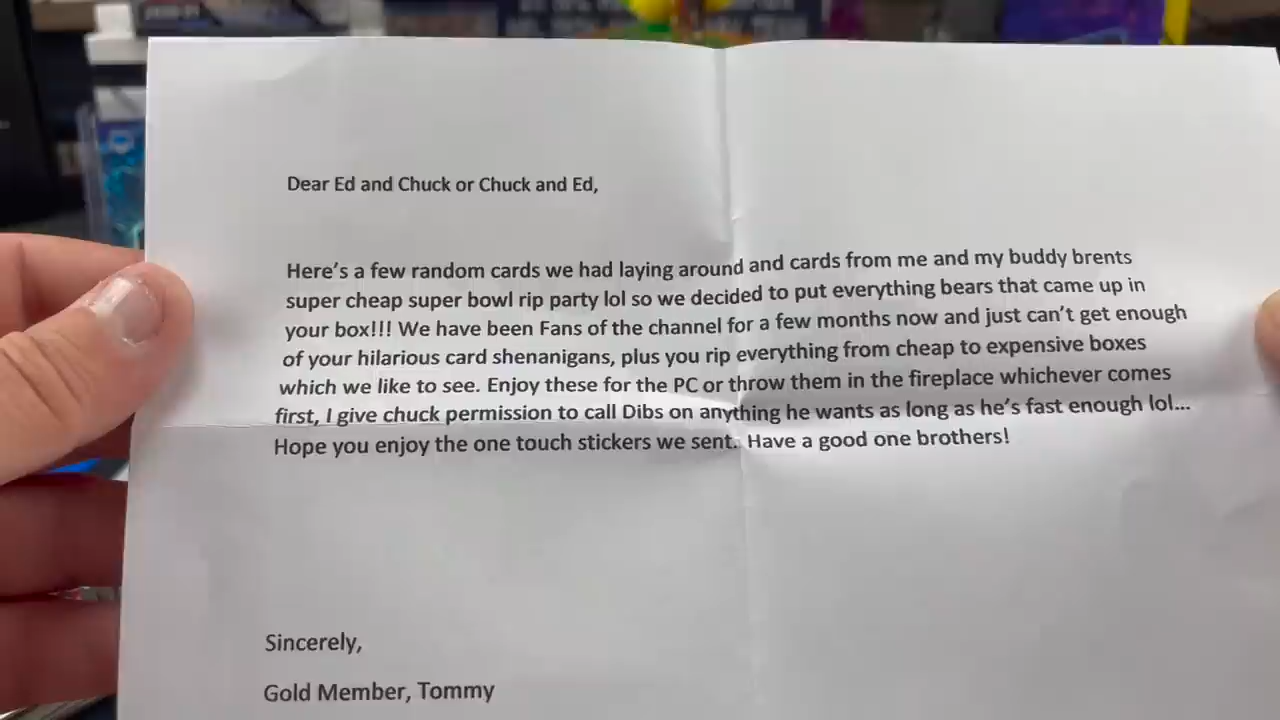 Dear Ed and Chuck or Chuck and Ed,
Here's a few random cards we had laying around and cards from me and my buddy brents
super cheap super bowl rip party lol so we decided to put everything bears that came up in
your box!!! We have been Fans of the channel for a few months now and just can't get enough
of your hilarious card shenanigans, plus you rip everything from cheap to expensive boxes
which we like to see. Enjoy these for the PC or throw them in the fireplace whichever comes
first, I give chuck permission to call Dibs on anything he wants as long as he's fast enough lol...
Hope you enjoy the one touch stickers we sent. Have a good one brothers!
Sincerely,
Gold Member, Tommy